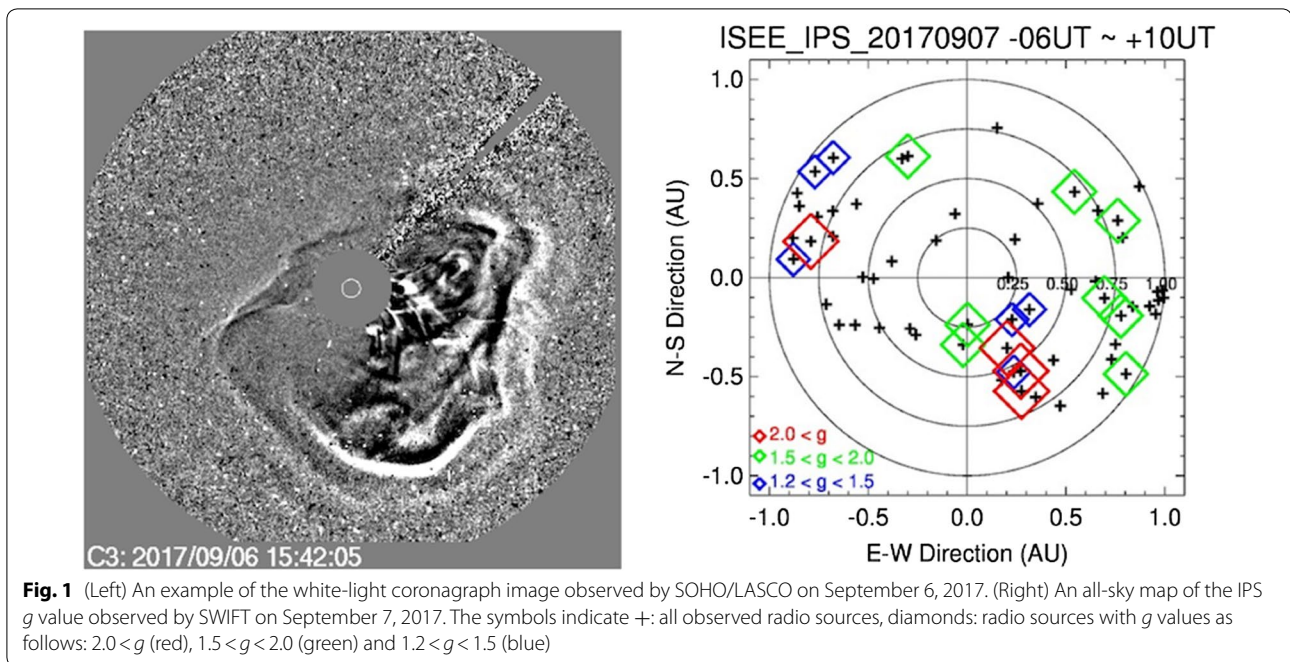 C3: 2017/09/06 15:42:05
ISEE_IPS_20170907 -06UT ~ +10UT
N-S Direction (AU)
1.0
0.5
0.0
-0.5
-1.0
0.25
0.50
0.75
1.00
2.0 < g
1.5 < g < 2.0
1.2 < g < 1.5
-1.0 -0.5 0.0 0.5 1.0
E-W Direction (AU)
Fig. 1 (Left) An example of the white-light coronagraph image observed by SOHO/LASCO on September 6, 2017. (Right) An all-sky map of the IPS
g value observed by SWIFT on September 7, 2017. The symbols indicate +: all observed radio sources, diamonds: radio sources with g values as
follows: 2.0 < g (red), 1.5 < g < 2.0 (green) and 1.2 < g < 1.5 (blue)